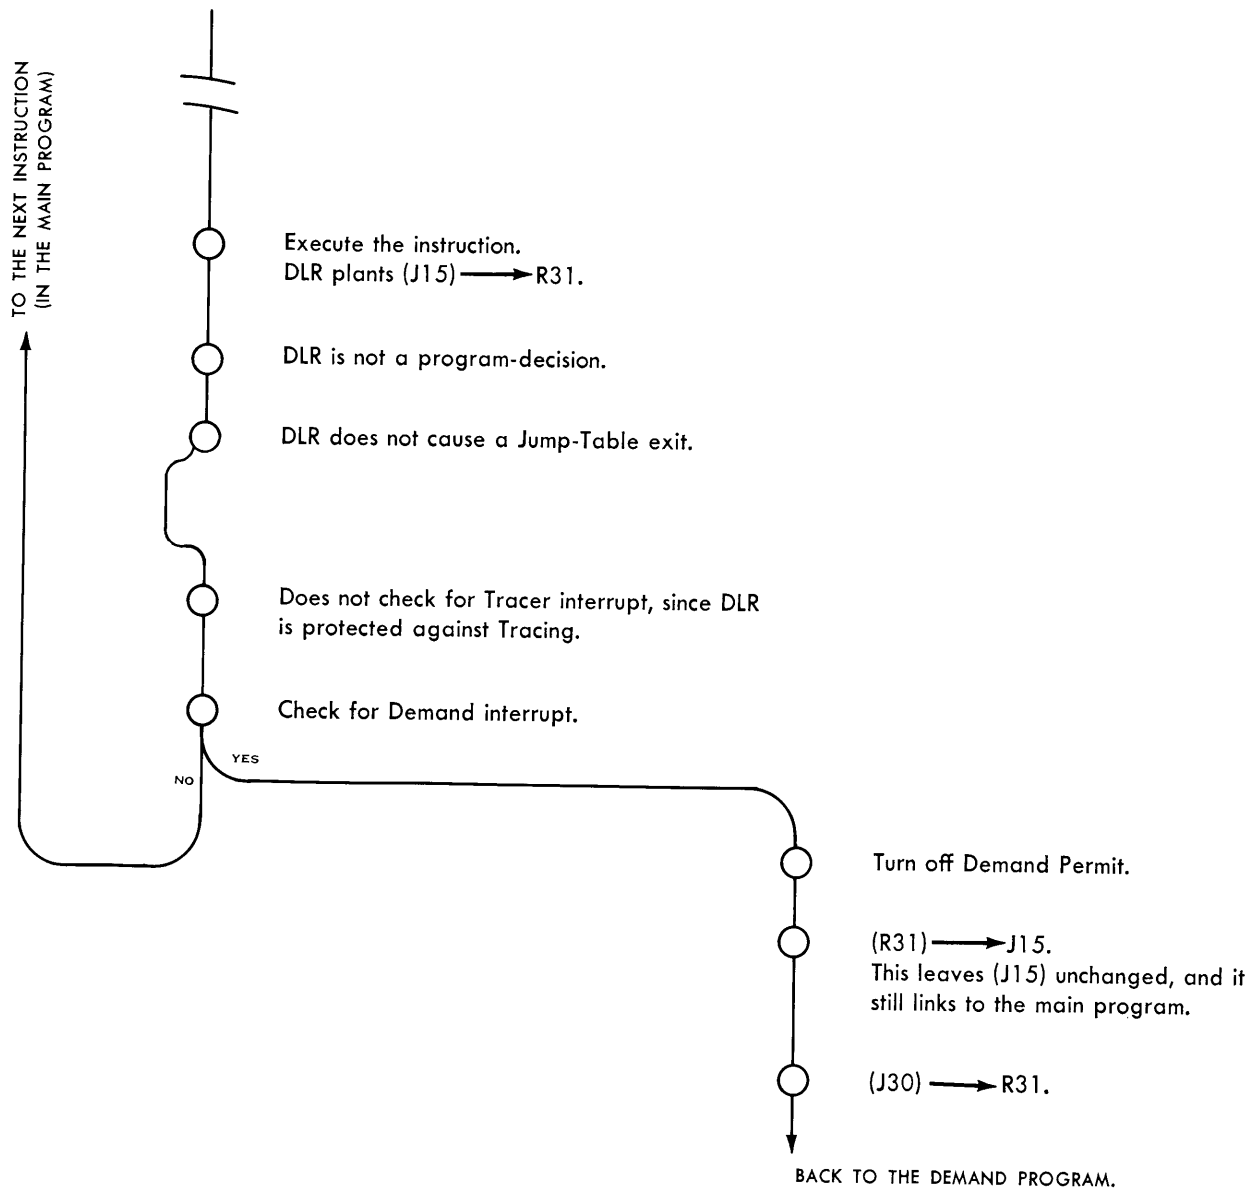 TO THE NEXT INSTRUCTION
(IN THE MAIN PROGRAM)
Execute the instruction.
DLR plants (J15) → R31.
DLR is not a program-decision.
DLR does not cause a Jump-Table exit.
Does not check for Tracer interrupt, since DLR
is protected against Tracing.
Check for Demand interrupt.
YES
NO
Turn off Demand Permit.
(R31) → J15.
This leaves (J15) unchanged, and it
still links to the main program.
(J30) → R31.
BACK TO THE DEMAND PROGRAM.